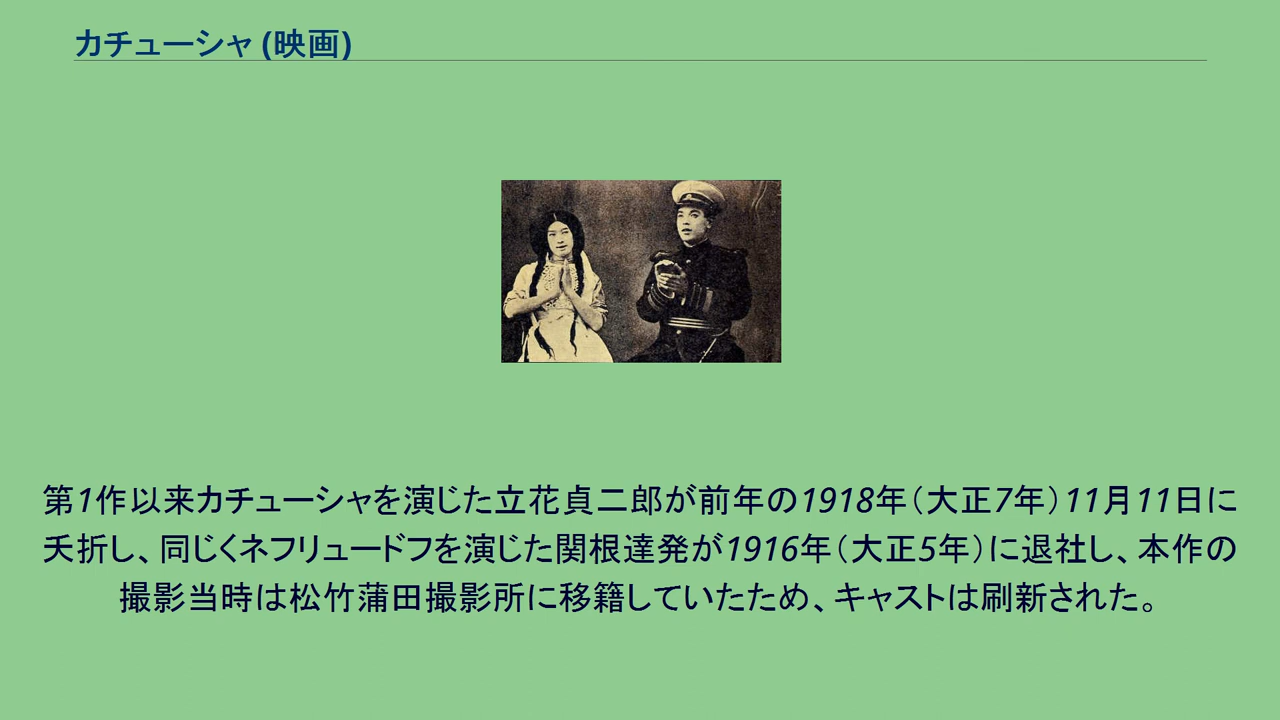 カチューシャ (映画)
第1作以来カチューシャを演じた立花貞二郎が前年の1918年（大正7年）11月11日に
夭折し、同じくネフリュードフを演じた関根達発が1916年（大正5年）に退社し、本作の
撮影当時は松竹蒲田撮影所に移籍していたため、キャストは刷新された。